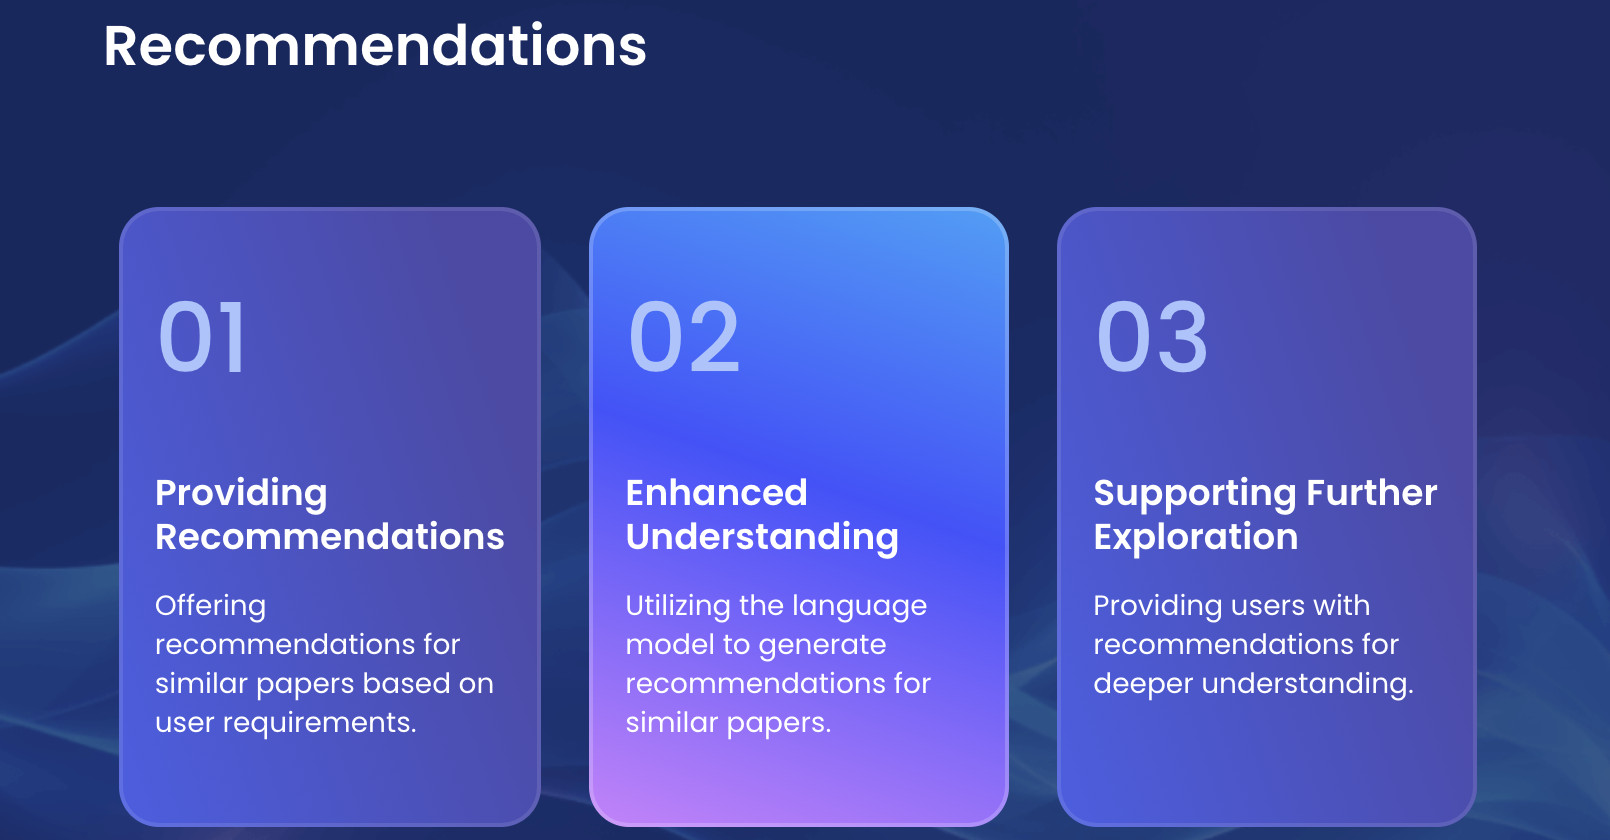 Recommendations
01
Providing
Recommendations
Offering
recommendations for
similar papers based on
user requirements.
02
Enhanced
Understanding
Utilizing the language
model to generate
recommendations for
similar papers.
03
Supporting Further
Exploration
Providing users with
recommendations for
deeper understanding.